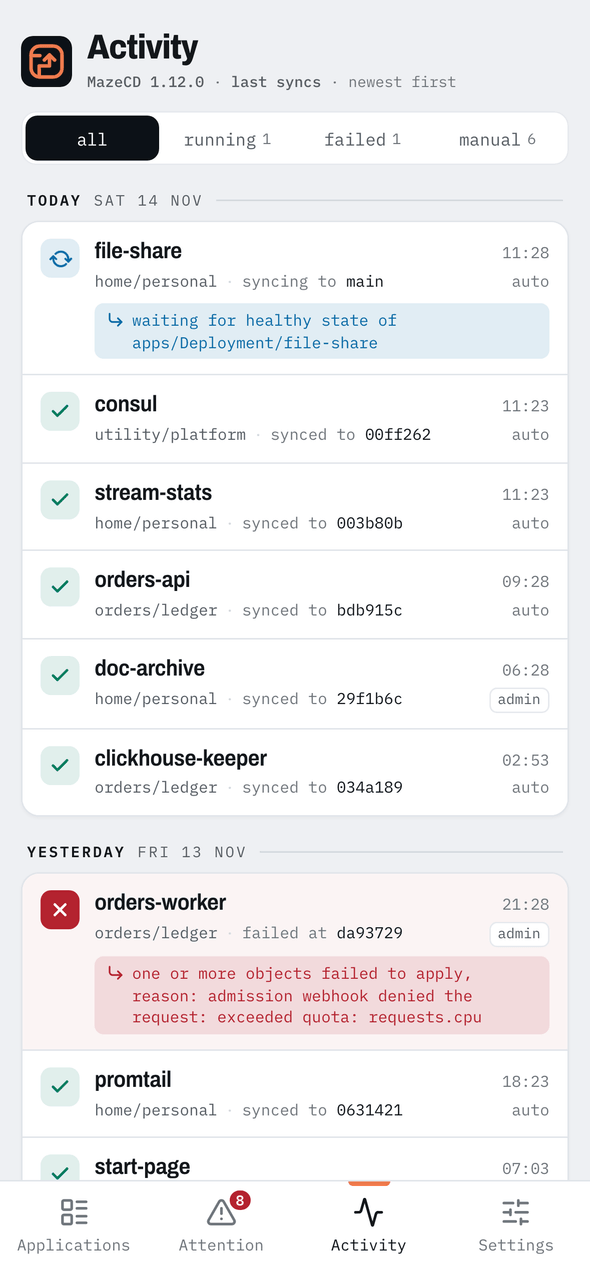 Activity
MazeCD 1.12.0 · last syncs · newest first
all running 1 failed 1 manual 6
TODAY SAT 14 NOV
file-share 11:28
home/personal · syncing to main auto
↳ waiting for healthy state of
apps/Deployment/file-share
consul 11:23
utility/platform · synced to 00ff262 auto
stream-stats 11:23
home/personal · synced to 003b80b auto
orders-api 09:28
orders/ledger · synced to bdb915c auto
doc-archive 06:28
home/personal · synced to 29f1b6c admin
clickhouse-keeper 02:53
orders/ledger · synced to 034a189 auto
YESTERDAY FRI 13 NOV
orders-worker 21:28
orders/ledger · failed at da93729 admin
↳ one or more objects failed to apply,
reason: admission webhook denied the
request: exceeded quota: requests.cpu
promtail 18:23
home/personal · synced to 0631421 auto
start-page 07:03
8
Applications Attention Activity Settings